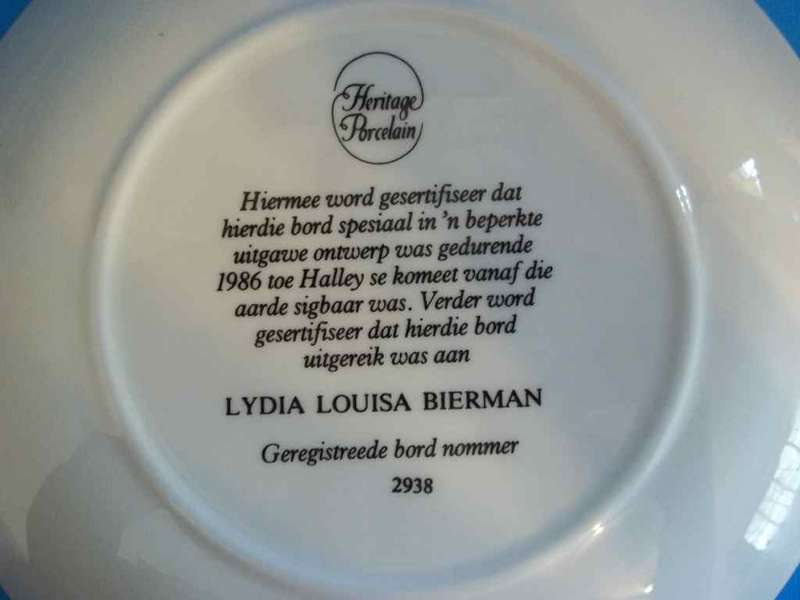 Heritage
Porcelain
Hiermee word gesertifiseer dat
hierdie bord spesiaal in 'n beperkte
uitgawe ontwerp was gedurende
1986 toe Halley se komeet vanaf die
aarde sigbaar was. Verder word
gesertifiseer dat hierdie bord
uitgereik was aan
LYDIA LOUISA BIERMAN
Geregistreede bord nommer
2938